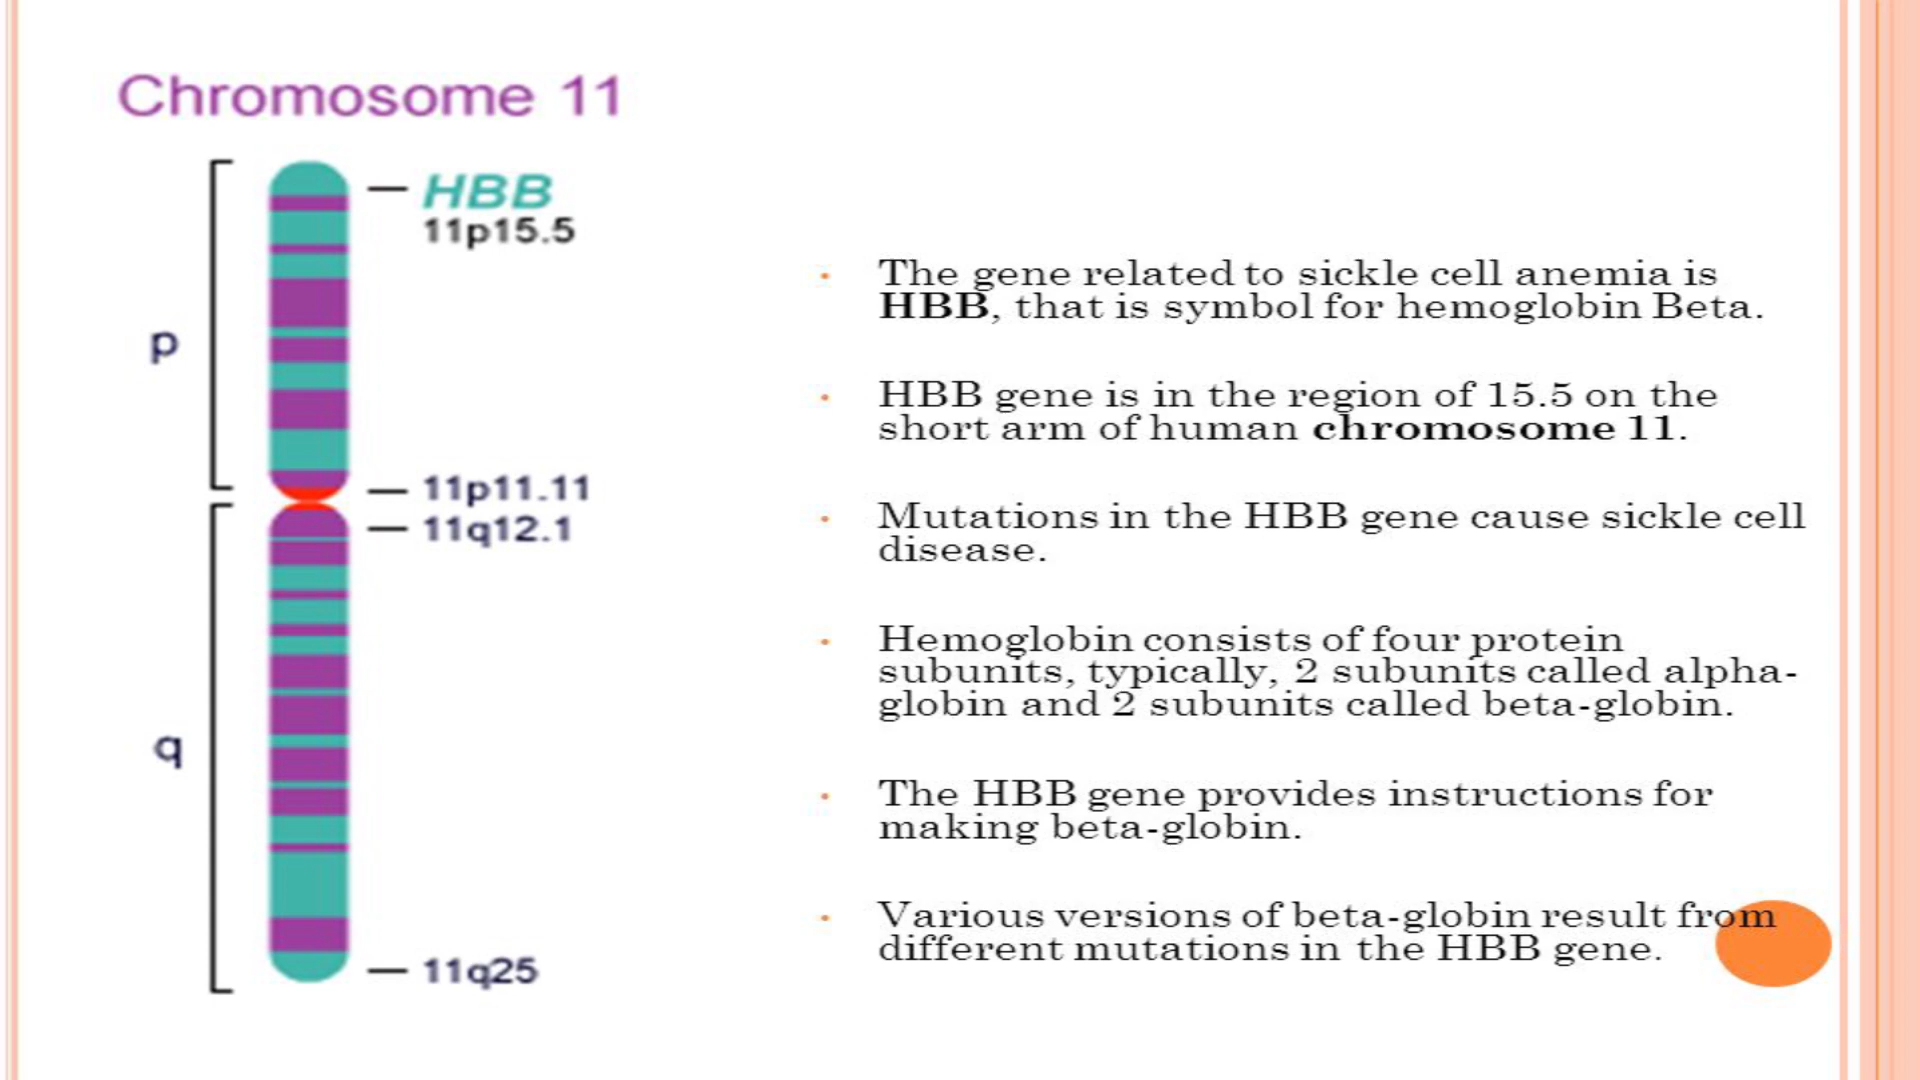 Chromosome 11
HBB
11p15.5
p
11p11.11
11q12.1
q
11q25
• The gene related to sickle cell anemia is
HBB, that is symbol for hemoglobin Beta.
• HBB gene is in the region of 15.5 on the
short arm of human chromosome 11.
• Mutations in the HBB gene cause sickle cell
disease.
• Hemoglobin consists of four protein
subunits, typically, 2 subunits called alpha-
globin and 2 subunits called beta-globin.
• The HBB gene provides instructions for
making beta-globin.
• Various versions of beta-globin result from
different mutations in the HBB gene.